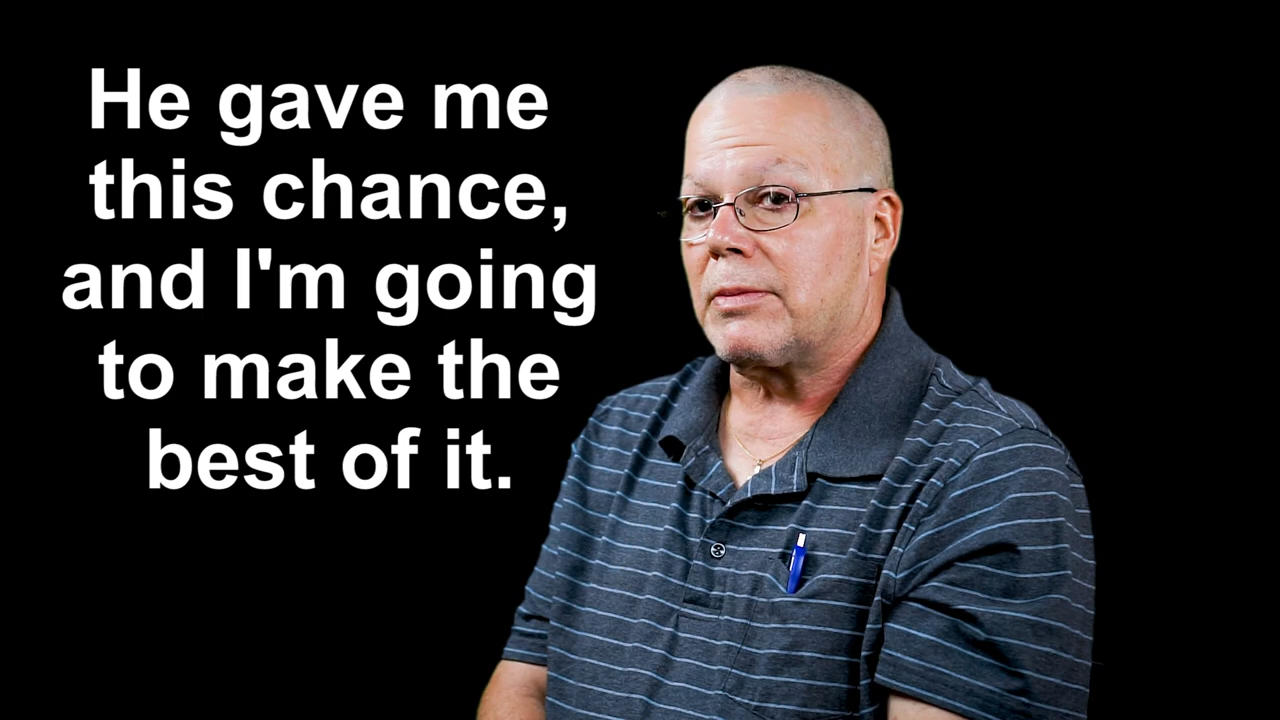 He gave me
this chance,
and I'm going
to make the
best of it.